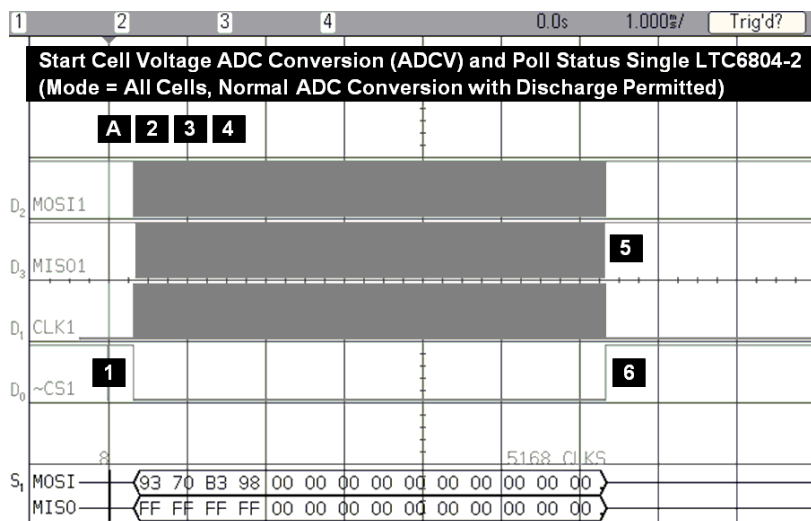 1 2 3 4 0.0s 1.000ms/ Trig'd?
Start Cell Voltage ADC Conversion (ADCV) and Poll Status Single LTC6804-2
(Mode = All Cells, Normal ADC Conversion with Discharge Permitted)
A 2 3 4
D2 MOSI1
5
D3 MISO1
D1 CLK1
1 6
D0 ~CS1
8 5168 CLKS
S1 MOSI 93 70 B3 98 00 00 00 00 00 00 00 00 00
MISO FF FF FF FF 00 00 00 00 00 00 00 00 00